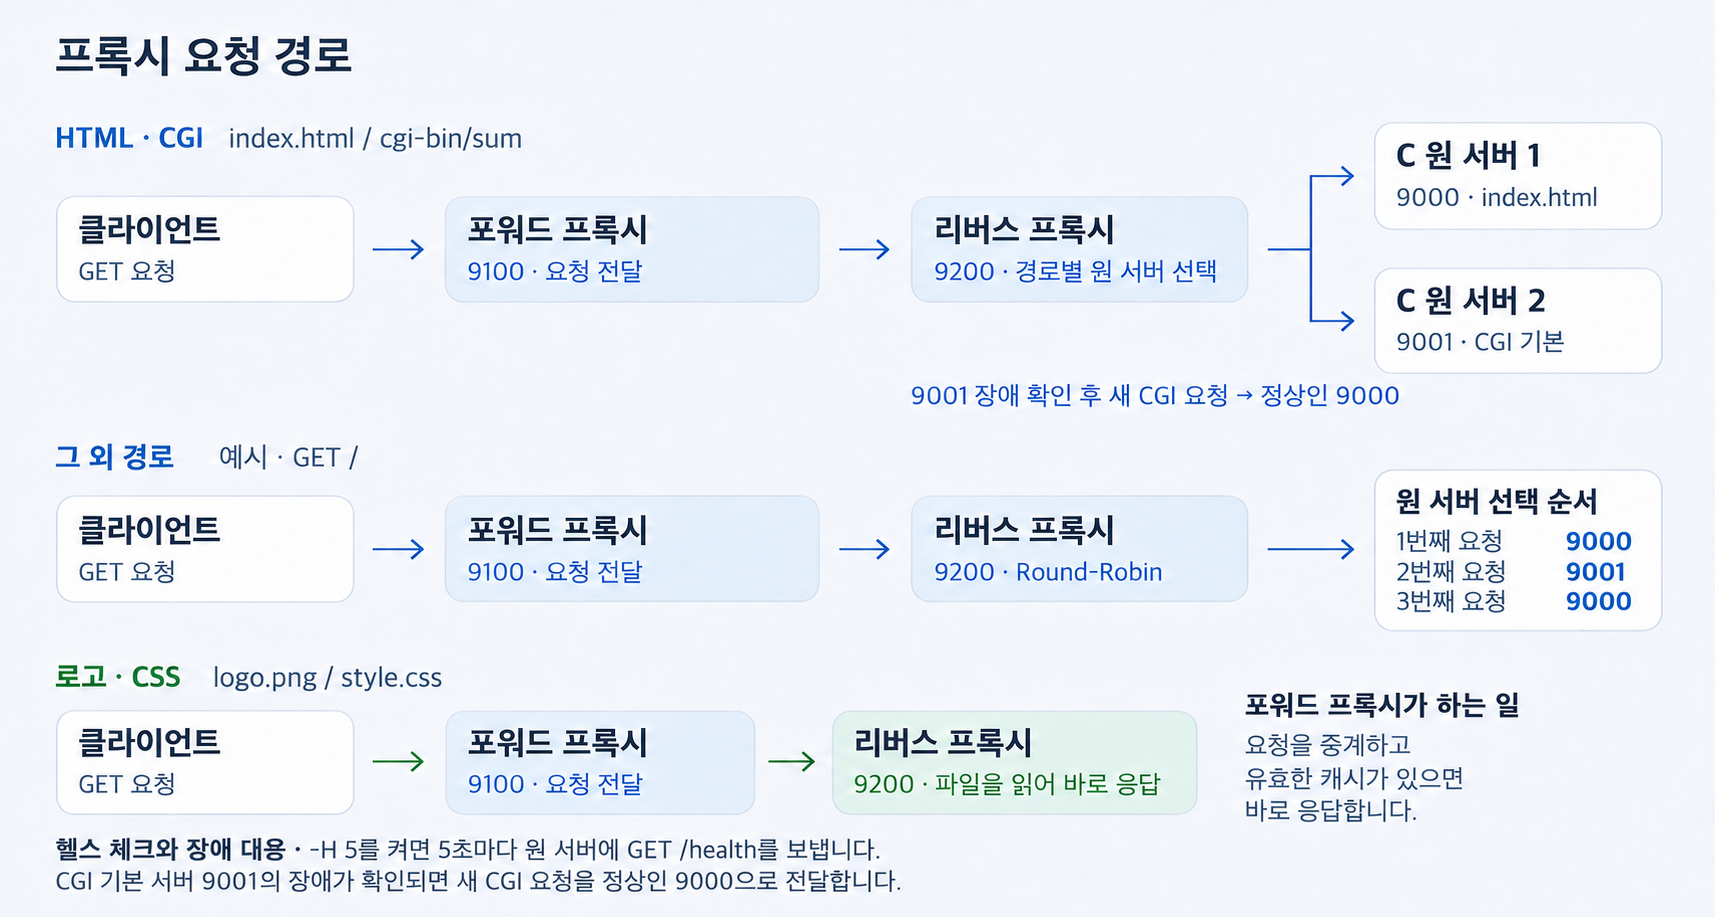 프록시 요청 경로
HTML · CGI index.html / cgi-bin/sum
클라이언트
GET 요청
포워드 프록시
9100 · 요청 전달
리버스 프록시
9200 · 경로별 원 서버 선택
C 원 서버 1
9000 · index.html
C 원 서버 2
9001 · CGI 기본
9001 장애 확인 후 새 CGI 요청 → 정상인 9000
그 외 경로 예시 · GET /
클라이언트
GET 요청
포워드 프록시
9100 · 요청 전달
리버스 프록시
9200 · Round-Robin
원 서버 선택 순서
1번째 요청 9000
2번째 요청 9001
3번째 요청 9000
로고 · CSS logo.png / style.css
클라이언트
GET 요청
포워드 프록시
9100 · 요청 전달
리버스 프록시
9200 · 파일을 읽어 바로 응답
포워드 프록시가 하는 일
요청을 중계하고
유효한 캐시가 있으면
바로 응답합니다.
헬스 체크와 장애 대용 · -H 5를 켜면 5초마다 원 서버에 GET /health를 보냅니다.
CGI 기본 서버 9001의 장애가 확인되면 새 CGI 요청을 정상인 9000으로 전달합니다.